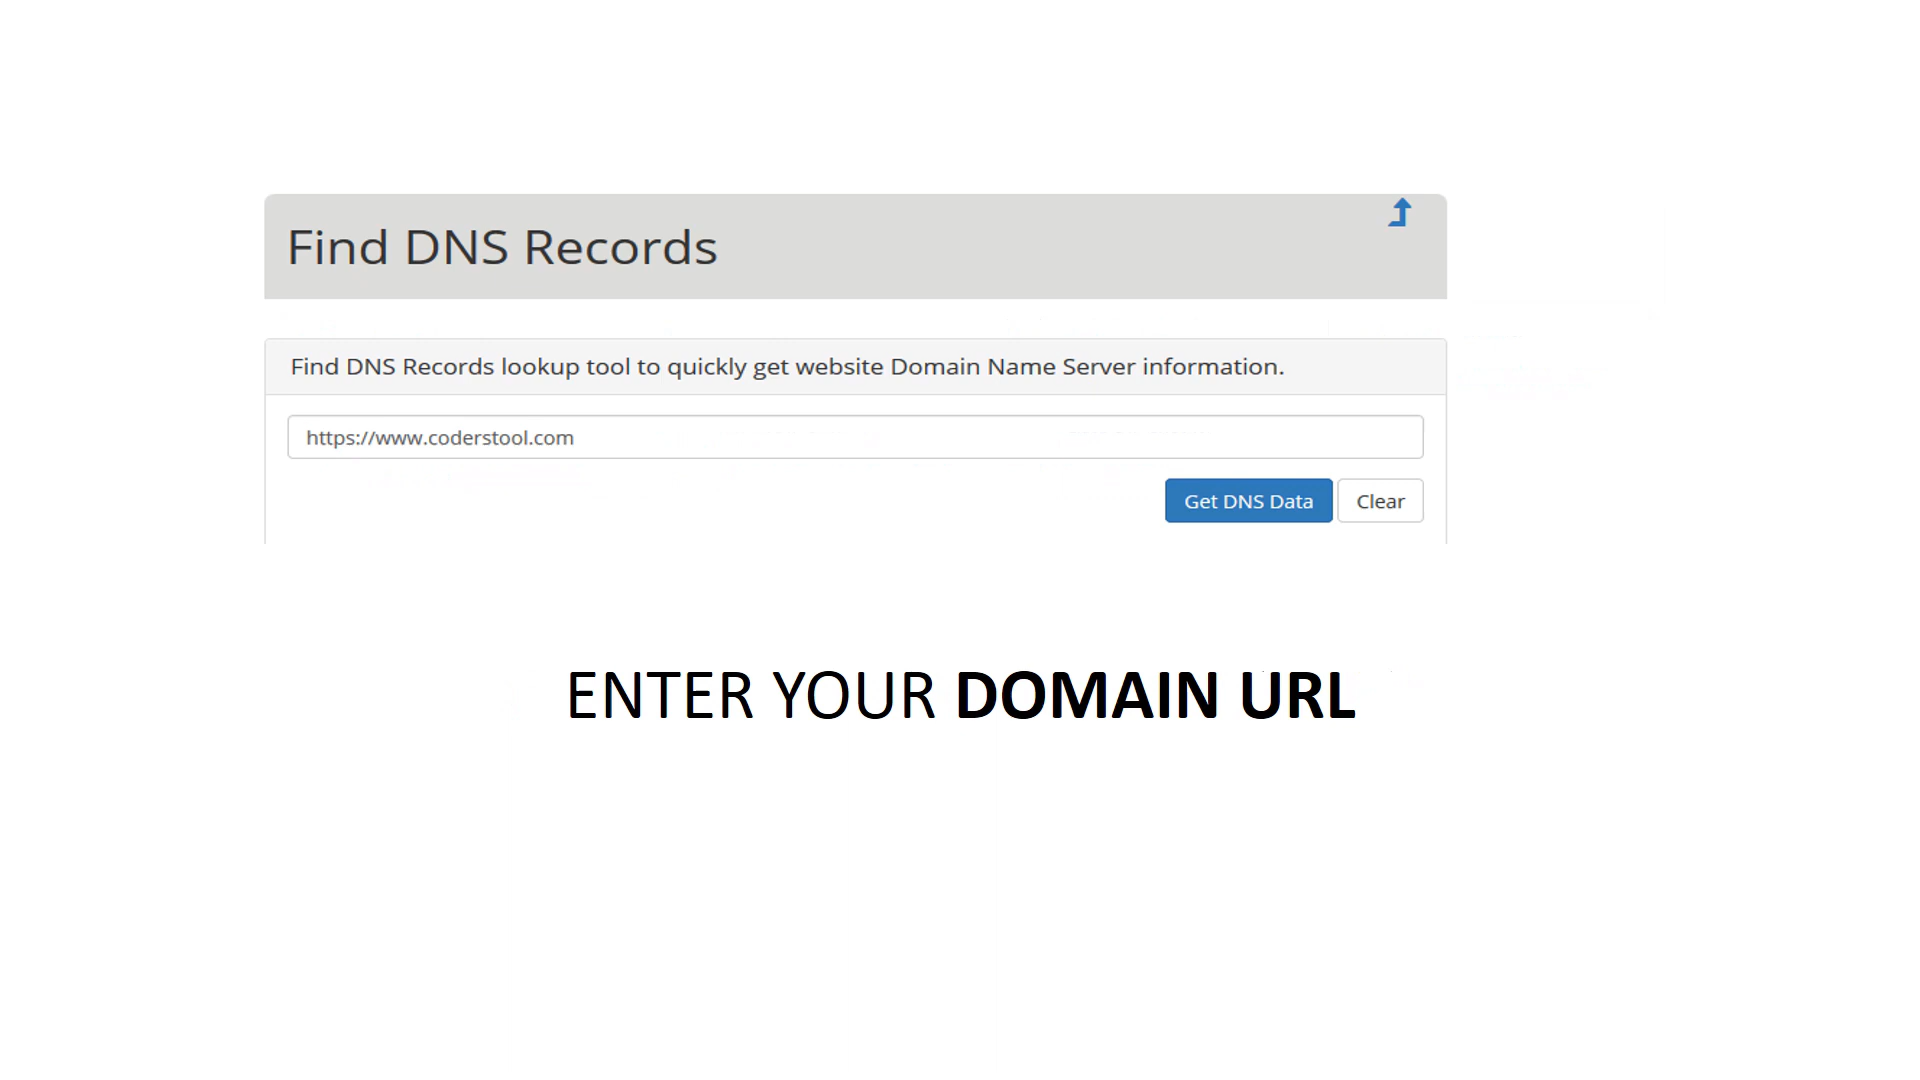 Find DNS Records
Find DNS Records lookup tool to quickly get website Domain Name Server information.
https://www.coderstool.com
Get DNS Data Clear
ENTER YOUR DOMAIN URL